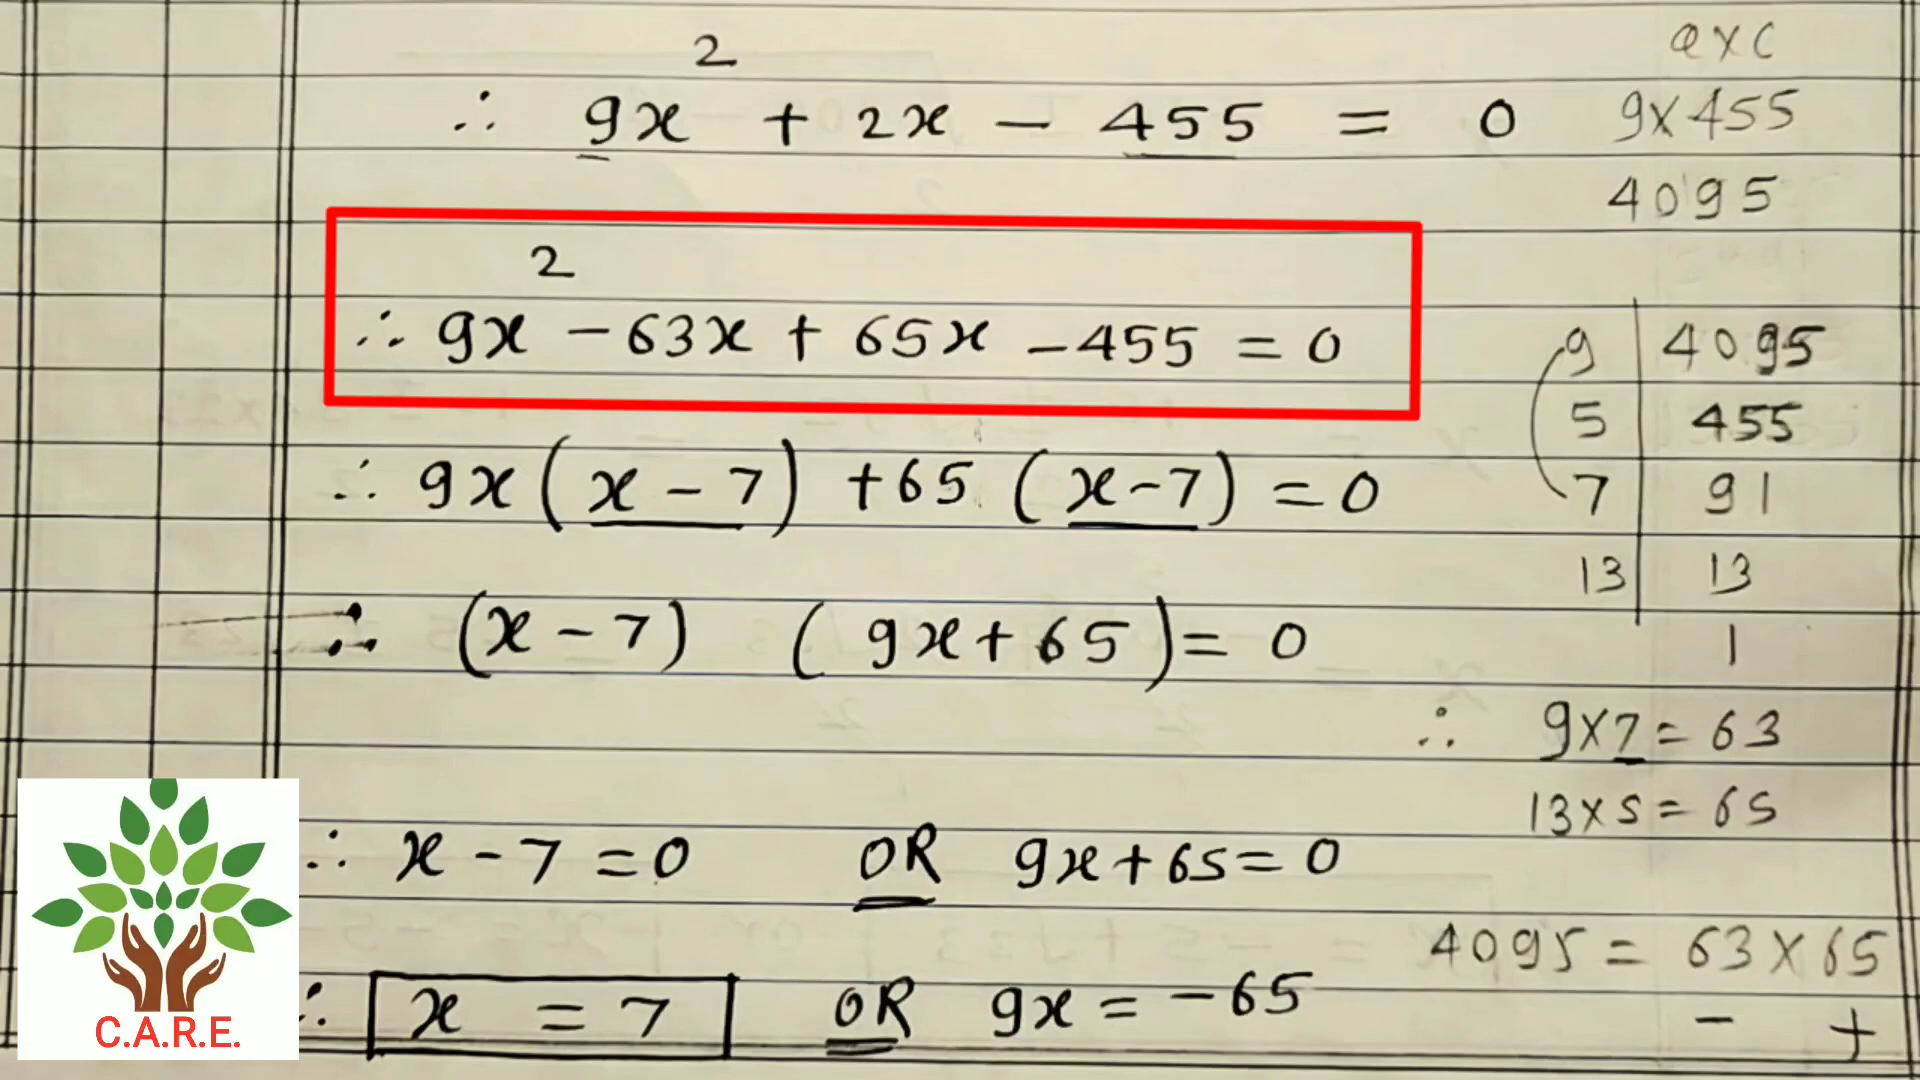 2
∴ 9x + 2x - 455 = 0
a x c
9x455
4095
2
∴ 9x - 63x + 65x - 455 = 0
∴ 9x (x - 7) + 65 (x - 7) = 0
∴ (x - 7) (9x + 65) = 0
9 | 4095
5 | 455
7 | 91
13 | 13
1
∴ 9 x 7 = 63
13 x 5 = 65
∴ x - 7 = 0 OR 9x + 65 = 0
4095 = 63 x 65
- +
∴ x = 7 OR 9x = -65
C.A.R.E.